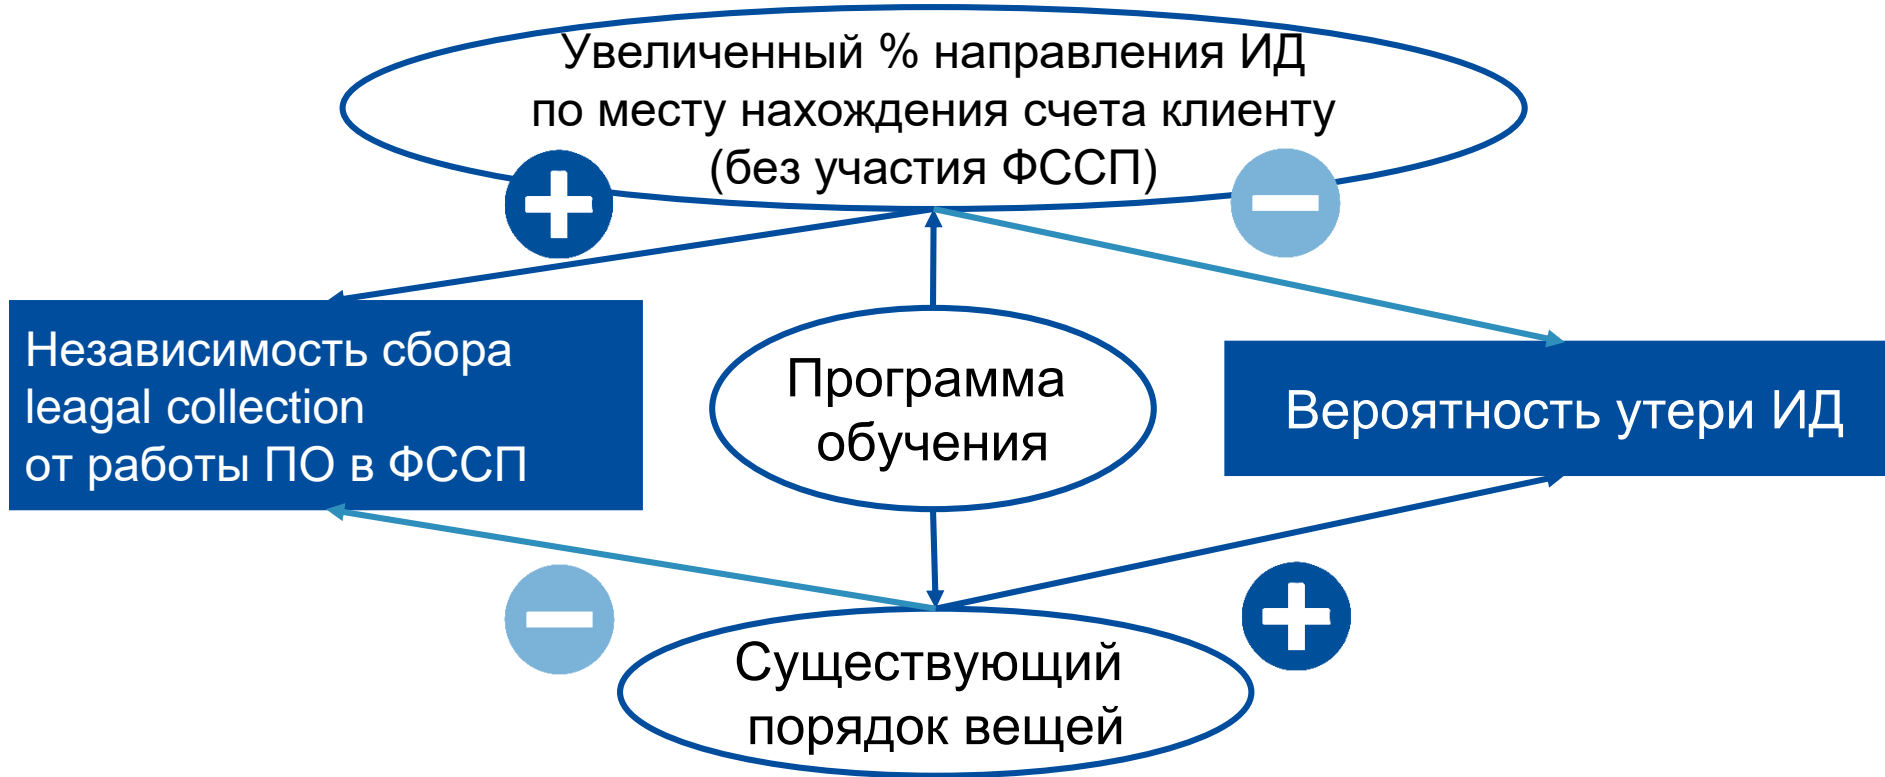 Увеличенный % направления ИД
по месту нахождения счета клиенту
(без участия ФССП)
Независимость сбора
leagal collection
от работы ПО в ФССП
Программа
обучения
Вероятность утери ИД
Существующий
порядок вещей